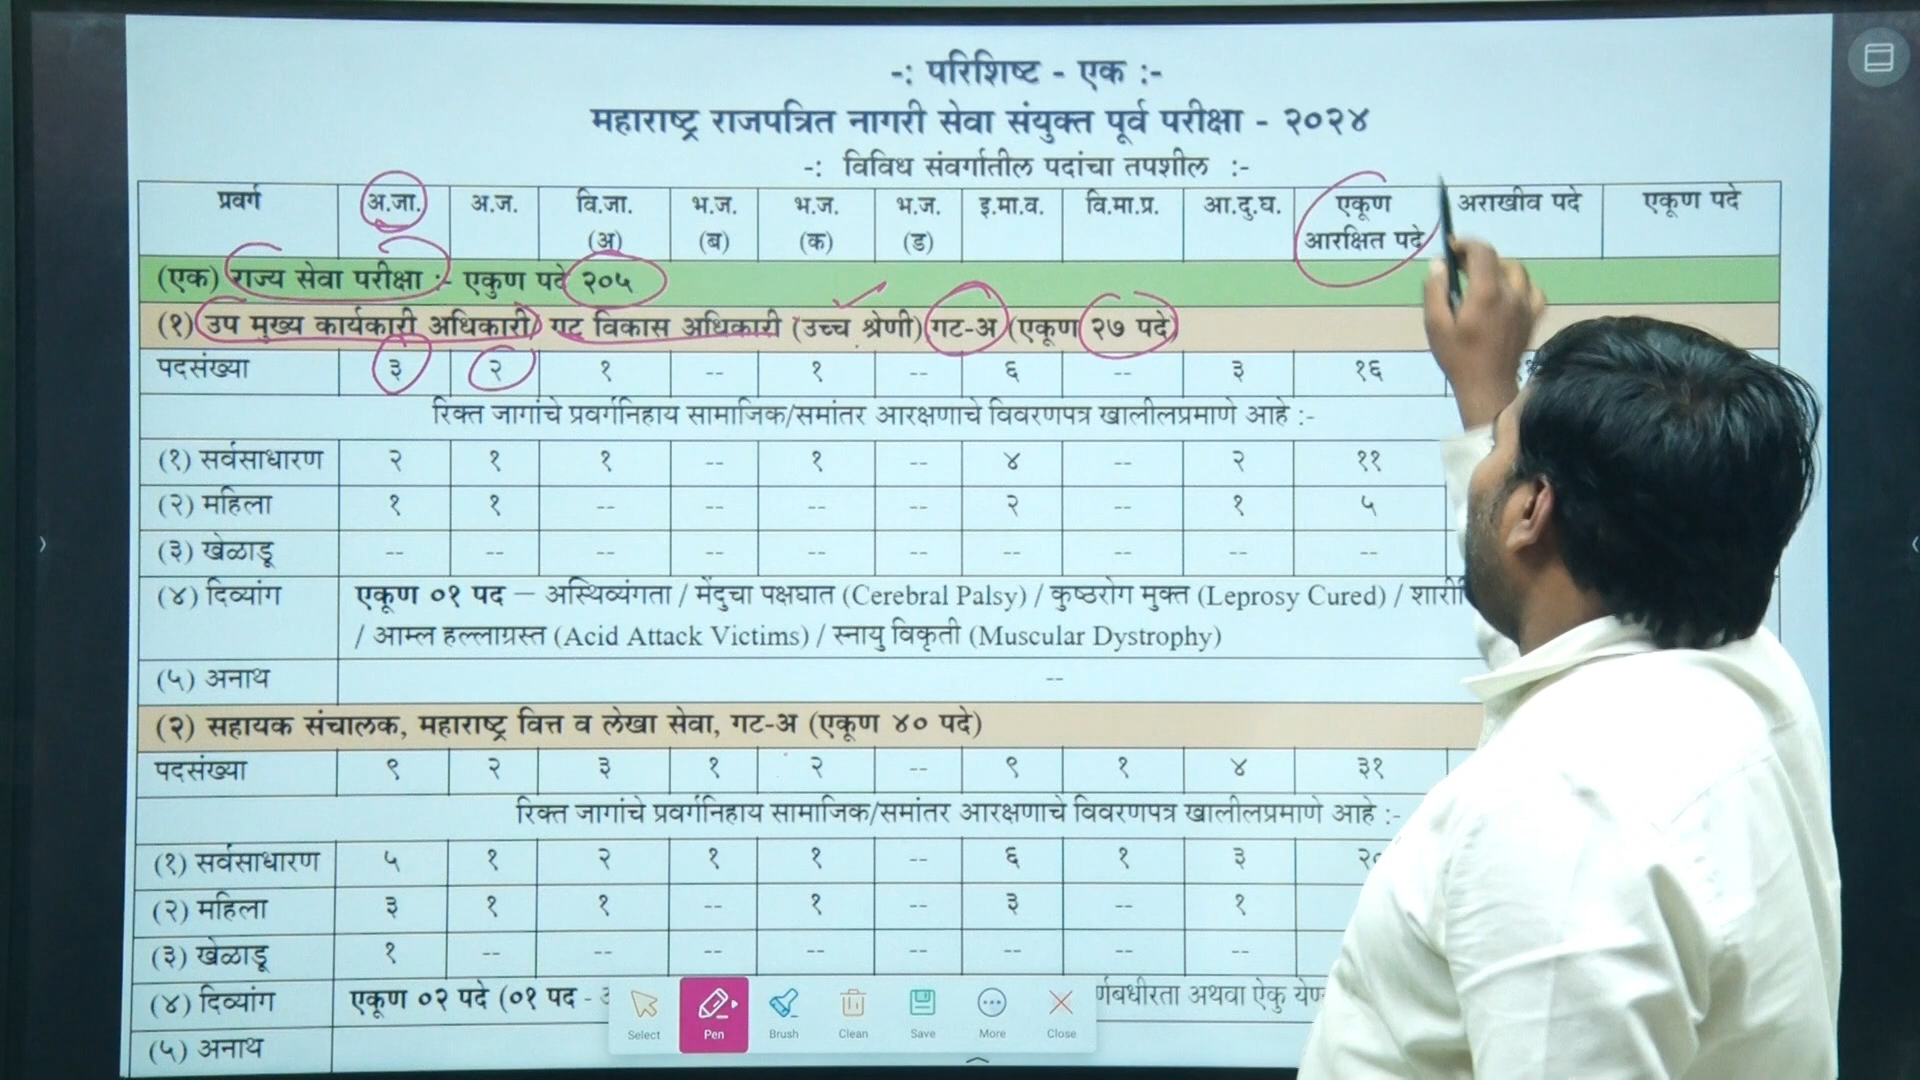 -: परिशिष्ट - एक :-
महाराष्ट्र राजपत्रित नागरी सेवा संयुक्त पूर्व परीक्षा - २०२४
-: विविध संवर्गातील पदांचा तपशील :-
प्रवर्ग अ.जा. अ.ज. वि.जा. (अ) भ.ज. (ब) भ.ज. (क) भ.ज. (ड) इ.मा.व. वि.मा.प्र. आ.दु.घ. एकूण आरक्षित पदे अराखीव पदे एकूण पदे
(एक) राज्य सेवा परीक्षा :- एकुण पदे २०५
(१) उप मुख्य कार्यकारी अधिकारी/ गट विकास अधिकारी (उच्च श्रेणी) गट-अ (एकूण २७ पदे)
पदसंख्या ३ २ १ -- १ -- ६ -- ३ १६
रिक्त जागांचे प्रवर्गनिहाय सामाजिक/समांतर आरक्षणाचे विवरणपत्र खालीलप्रमाणे आहे :-
(१) सर्वसाधारण २ १ १ -- १ -- ४ -- २ ११
(२) महिला १ १ -- -- -- -- २ -- १ ५
(३) खेळाडू -- -- -- -- -- -- -- -- -- --
(४) दिव्यांग एकूण ०१ पद – अस्थिव्यंगता / मेंदुचा पक्षघात (Cerebral Palsy) / कुष्ठरोग मुक्त (Leprosy Cured) /
/ आम्ल हल्लाग्रस्त (Acid Attack Victims) / स्नायु विकृती (Muscular Dystrophy)
(५) अनाथ --
(२) सहायक संचालक, महाराष्ट्र वित्त व लेखा सेवा, गट-अ (एकूण ४० पदे)
पदसंख्या ९ २ ३ १ २ -- ९ १ ४ ३१
रिक्त जागांचे प्रवर्गनिहाय सामाजिक/समांतर आरक्षणाचे विवरणपत्र खालीलप्रमाणे आहे :-
(१) सर्वसाधारण ५ १ २ १ १ -- ६ १ ३
(२) महिला ३ १ १ -- १ -- ३ -- १
(३) खेळाडू १ -- -- -- -- -- -- -- --
(४) दिव्यांग एकूण ०२ पदे (०१ पद - अथवा ऐकु
(५) अनाथ
Select Pen Brush Clean Save More Close